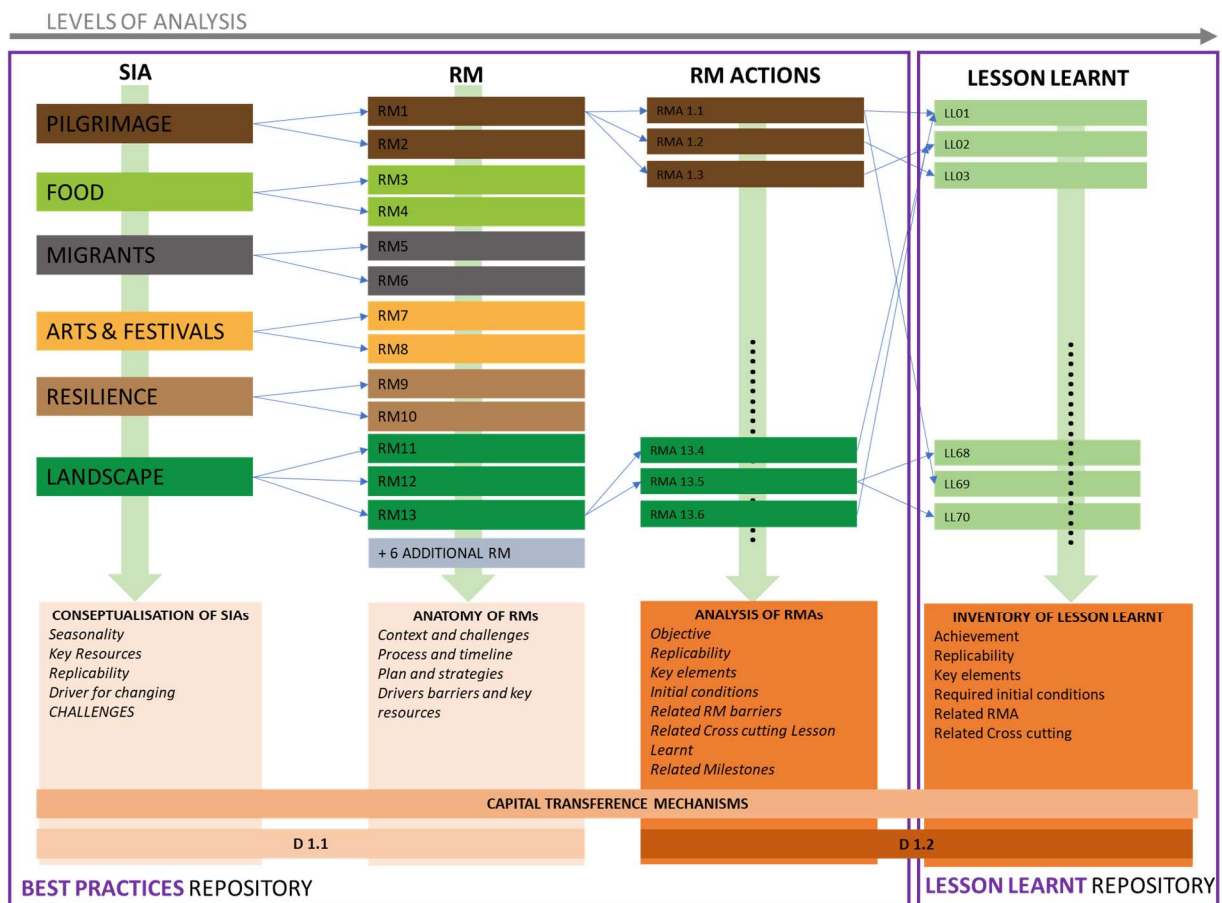 LEVELS OF ANALYSIS
SIA
RM
RM ACTIONS
LESSON LEARNT
PILGRIMAGE
FOOD
MIGRANTS
ARTS & FESTIVALS
RESILIENCE
LANDSCAPE
RM1
RM2
RM3
RM4
RM5
RM6
RM7
RM8
RM9
RM10
RM11
RM12
RM13
+ 6 ADDITIONAL RM
RMA 1.1
RMA 1.2
RMA 1.3
RMA 13.4
RMA 13.5
RMA 13.6
LL01
LL02
LL03
LL68
LL69
LL70
CONSEPTUALISATION OF SIAs
Seasonality
Key Resources
Replicability
Driver for changing
CHALLENGES
ANATOMY OF RMs
Context and challenges
Process and timeline
Plan and strategies
Drivers barriers and key
resources
ANALYSIS OF RMAs
Objective
Replicability
Key elements
Initial conditions
Related RM barriers
Related Cross cutting Lesson
Learnt
Related Milestones
INVENTORY OF LESSON LEARNT
Achievement
Replicability
Key elements
Required initial conditions
Related RMA
Related Cross cutting
CAPITAL TRANSFERENCE MECHANISMS
D 1.1
D 1.2
BEST PRACTICES REPOSITORY
LESSON LEARNT REPOSITORY